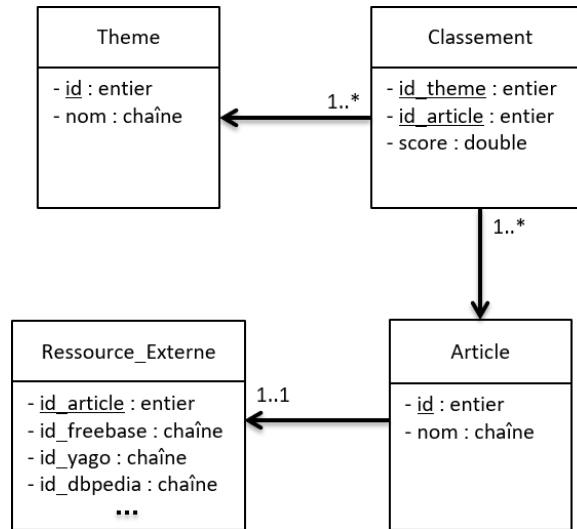 Theme
- id : entier
- nom : chaîne
Classement
- id_theme : entier
- id_article : entier
- score : double
1..*
1..*
Ressource_Externe
- id_article : entier
- id_freebase : chaîne
- id_yago : chaîne
- id_dbpedia : chaîne
...
1..1
Article
- id : entier
- nom : chaîne